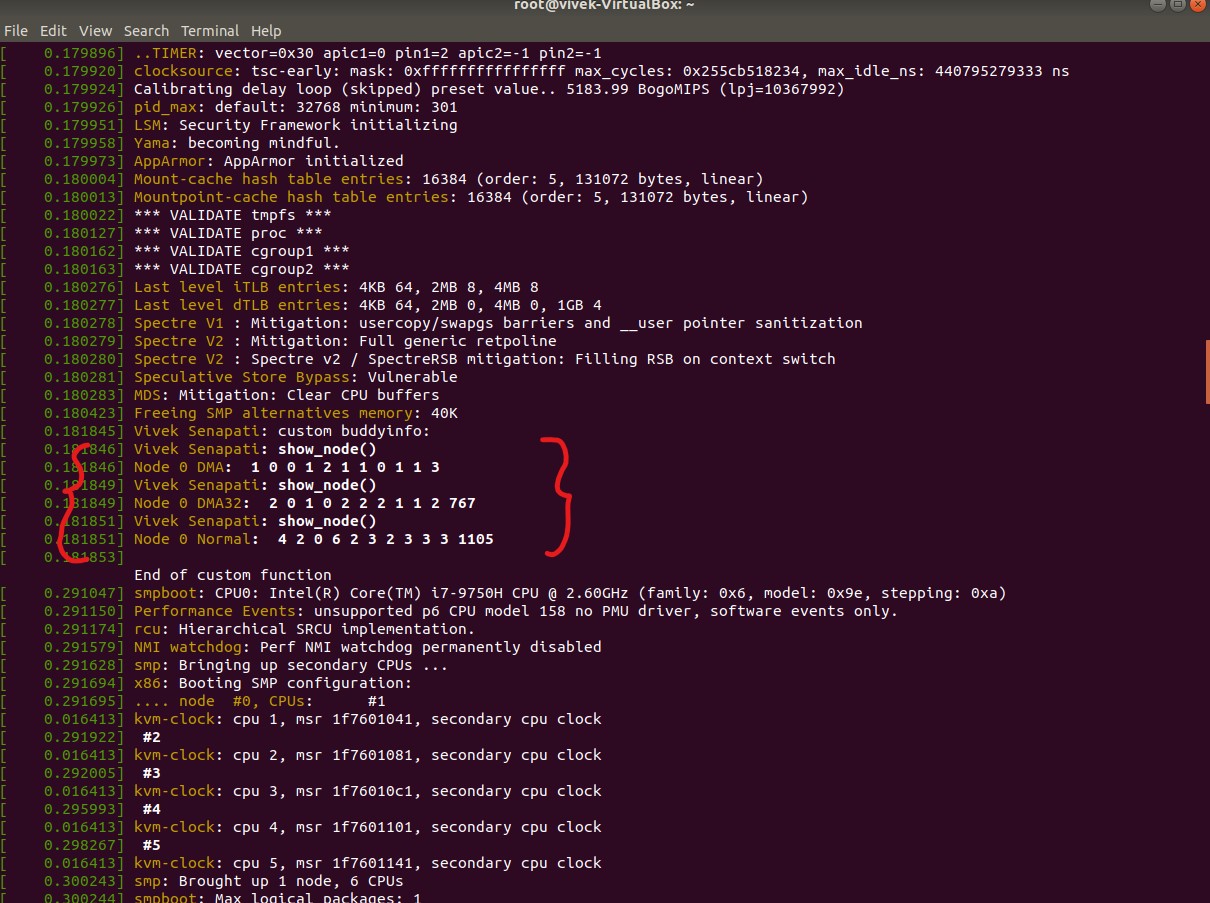 root@vivek-VirtualBox: ~
File Edit View Search Terminal Help
[    0.179896] ..TIMER: vector=0x30 apic1=0 pin1=2 apic2=-1 pin2=-1
[    0.179920] clocksource: tsc-early: mask: 0xffffffffffffffff max_cycles: 0x255cb518234, max_idle_ns: 440795279333 ns
[    0.179924] Calibrating delay loop (skipped) preset value.. 5183.99 BogoMIPS (lpj=10367992)
[    0.179926] pid_max: default: 32768 minimum: 301
[    0.179951] LSM: Security Framework initializing
[    0.179958] Yama: becoming mindful.
[    0.179973] AppArmor: AppArmor initialized
[    0.180004] Mount-cache hash table entries: 16384 (order: 5, 131072 bytes, linear)
[    0.180013] Mountpoint-cache hash table entries: 16384 (order: 5, 131072 bytes, linear)
[    0.180022] *** VALIDATE tmpfs ***
[    0.180127] *** VALIDATE proc ***
[    0.180162] *** VALIDATE cgroup1 ***
[    0.180163] *** VALIDATE cgroup2 ***
[    0.180276] Last level iTLB entries: 4KB 64, 2MB 8, 4MB 8
[    0.180277] Last level dTLB entries: 4KB 64, 2MB 0, 4MB 0, 1GB 4
[    0.180278] Spectre V1 : Mitigation: usercopy/swapgs barriers and __user pointer sanitization
[    0.180279] Spectre V2 : Mitigation: Full generic retpoline
[    0.180280] Spectre V2 : Spectre v2 / SpectreRSB mitigation: Filling RSB on context switch
[    0.180281] Speculative Store Bypass: Vulnerable
[    0.180283] MDS: Mitigation: Clear CPU buffers
[    0.180423] Freeing SMP alternatives memory: 40K
[    0.181845] Vivek Senapati: custom buddyinfo:
[    0.181846] Vivek Senapati: show_node()
[    0.181846] Node 0 DMA:  1 0 0 1 2 1 1 0 1 1 3
[    0.181849] Vivek Senapati: show_node()
[    0.181849] Node 0 DMA32:  2 0 1 0 2 2 2 1 1 2 767
[    0.181851] Vivek Senapati: show_node()
[    0.181851] Node 0 Normal:  4 2 0 6 2 3 2 3 3 3 1105
[    0.181853]
End of custom function
[    0.291047] smpboot: CPU0: Intel(R) Core(TM) i7-9750H CPU @ 2.60GHz (family: 0x6, model: 0x9e, stepping: 0xa)
[    0.291150] Performance Events: unsupported p6 CPU model 158 no PMU driver, software events only.
[    0.291174] rcu: Hierarchical SRCU implementation.
[    0.291579] NMI watchdog: Perf NMI watchdog permanently disabled
[    0.291628] smp: Bringing up secondary CPUs ...
[    0.291694] x86: Booting SMP configuration:
[    0.291695] .... node  #0, CPUs:      #1
[    0.016413] kvm-clock: cpu 1, msr 1f7601041, secondary cpu clock
[    0.291922]  #2
[    0.016413] kvm-clock: cpu 2, msr 1f7601081, secondary cpu clock
[    0.292005]  #3
[    0.016413] kvm-clock: cpu 3, msr 1f76010c1, secondary cpu clock
[    0.295993]  #4
[    0.016413] kvm-clock: cpu 4, msr 1f7601101, secondary cpu clock
[    0.298267]  #5
[    0.016413] kvm-clock: cpu 5, msr 1f7601141, secondary cpu clock
[    0.300243] smp: Brought up 1 node, 6 CPUs
[    0.300244] smpboot: Max logical packages: 1